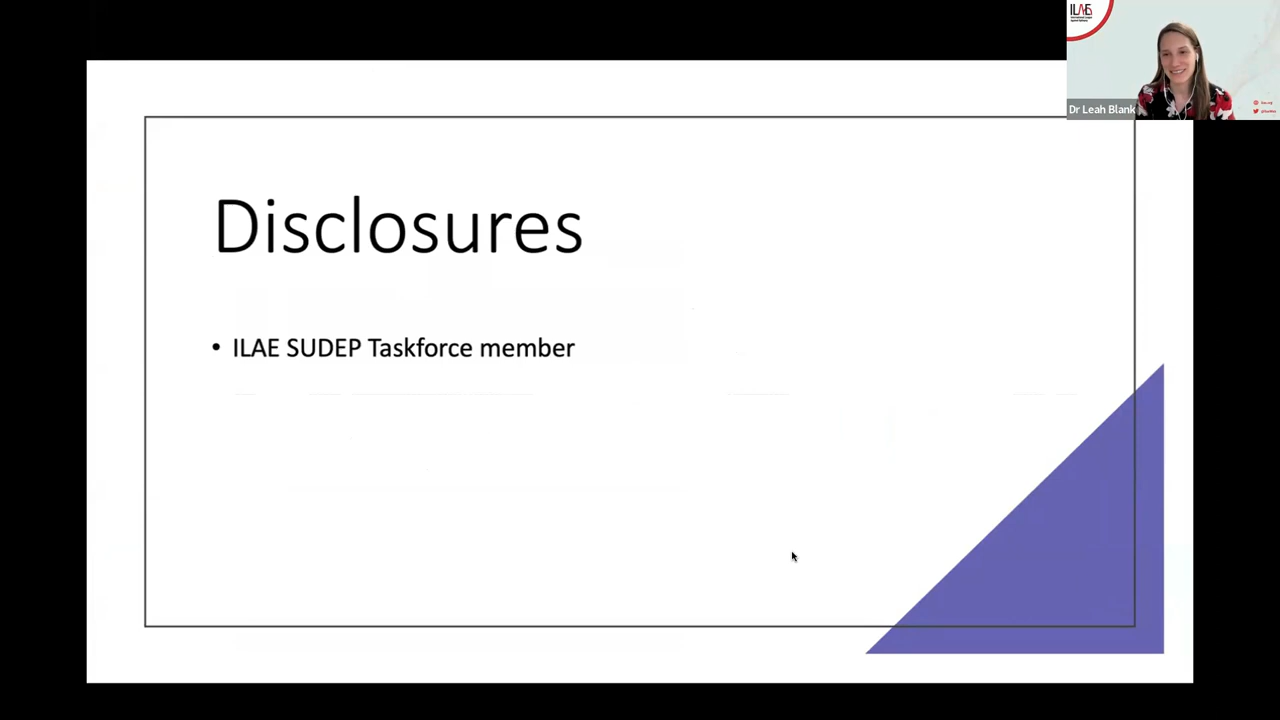 ILAE
Dr Leah Blank
Disclosures
• ILAE SUDEP Taskforce member